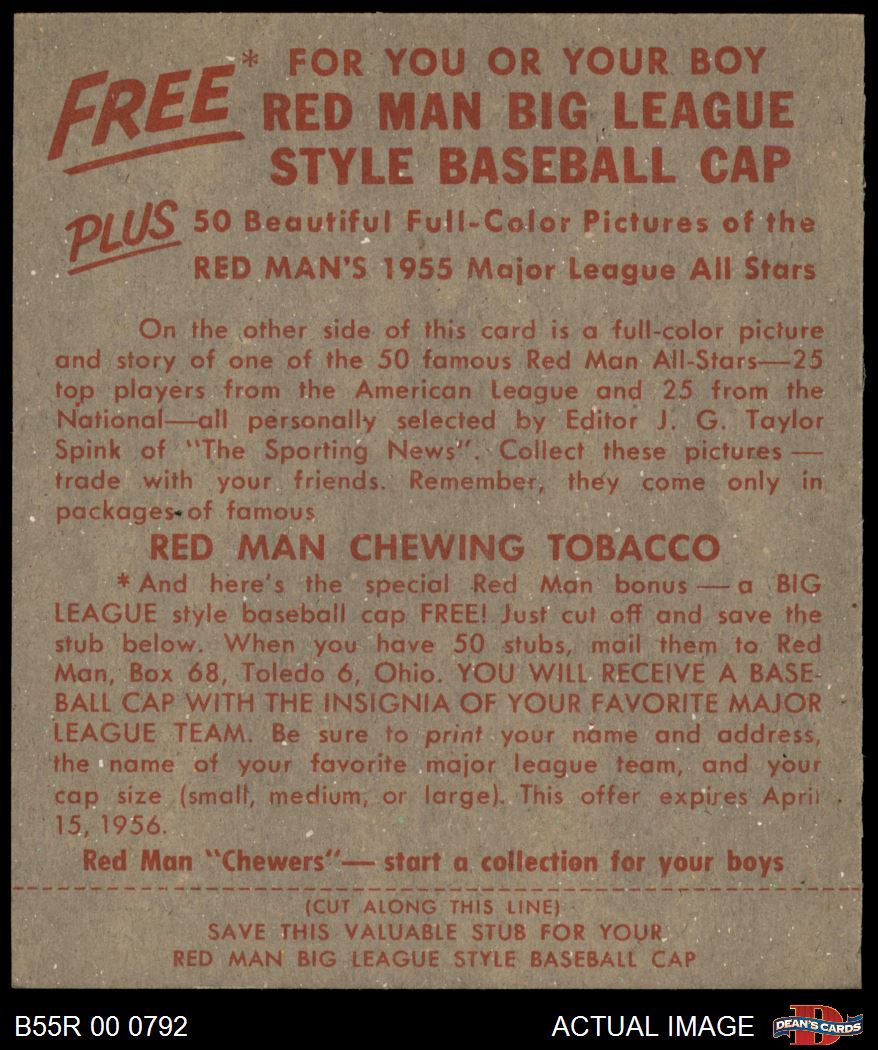 FREE* FOR YOU OR YOUR BOY
RED MAN BIG LEAGUE
STYLE BASEBALL CAP
PLUS 50 Beautiful Full-Color Pictures of the
RED MAN'S 1955 Major League All Stars
On the other side of this card is a full-color picture
and story of one of the 50 famous Red Man All-Stars—25
top players from the American League and 25 from the
National—all personally selected by Editor J. G. Taylor
Spink of "The Sporting News". Collect these pictures —
trade with your friends. Remember, they come only in
packages of famous
RED MAN CHEWING TOBACCO
* And here's the special Red Man bonus — a BIG
LEAGUE style baseball cap FREE! Just cut off and save the
stub below. When you have 50 stubs, mail them to Red
Man, Box 68, Toledo 6, Ohio. YOU WILL RECEIVE A BASE-
BALL CAP WITH THE INSIGNIA OF YOUR FAVORITE MAJOR
LEAGUE TEAM. Be sure to print your name and address,
the name of your favorite major league team, and your
cap size (small, medium, or large). This offer expires April
15, 1956.
Red Man "Chewers"— start a collection for your boys
(CUT ALONG THIS LINE)
SAVE THIS VALUABLE STUB FOR YOUR
RED MAN BIG LEAGUE STYLE BASEBALL CAP
B55R 00 0792 ACTUAL IMAGE DEAN'S CARDS